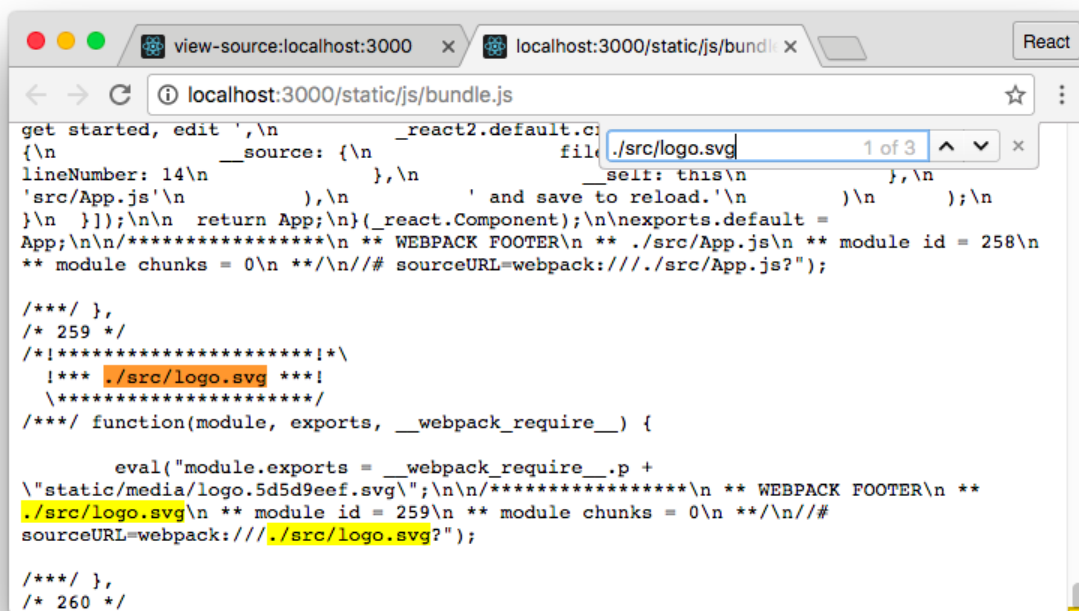 view-source:localhost:3000 ×
localhost:3000/static/js/bundle ×
React
localhost:3000/static/js/bundle.js
./src/logo.svg 1 of 3 ×
get started, edit ',\n _react2.default.c
{\n __source: {\n file
lineNumber: 14\n },\n __self: this\n },\n
'src/App.js'\n ),\n ' and save to reload.'\n )\n );\n
}\n }]);\n\n return App;\n}(_react.Component);\n\nexports.default =
App;\n\n/*****************\n ** WEBPACK FOOTER\n ** ./src/App.js\n ** module id = 258\n
** module chunks = 0\n **/\n//# sourceURL=webpack:///./src/App.js?");
/***/ },
/* 259 */
/*!**********************!*\
!*** ./src/logo.svg ***!
\**********************/
/***/ function(module, exports, __webpack_require__) {
eval("module.exports = __webpack_require__.p +
\"static/media/logo.5d5d9eef.svg\";\n\n/*****************\n ** WEBPACK FOOTER\n **
./src/logo.svg\n ** module id = 259\n ** module chunks = 0\n **/\n//#
sourceURL=webpack:///./src/logo.svg?");
/***/ },
/* 260 */